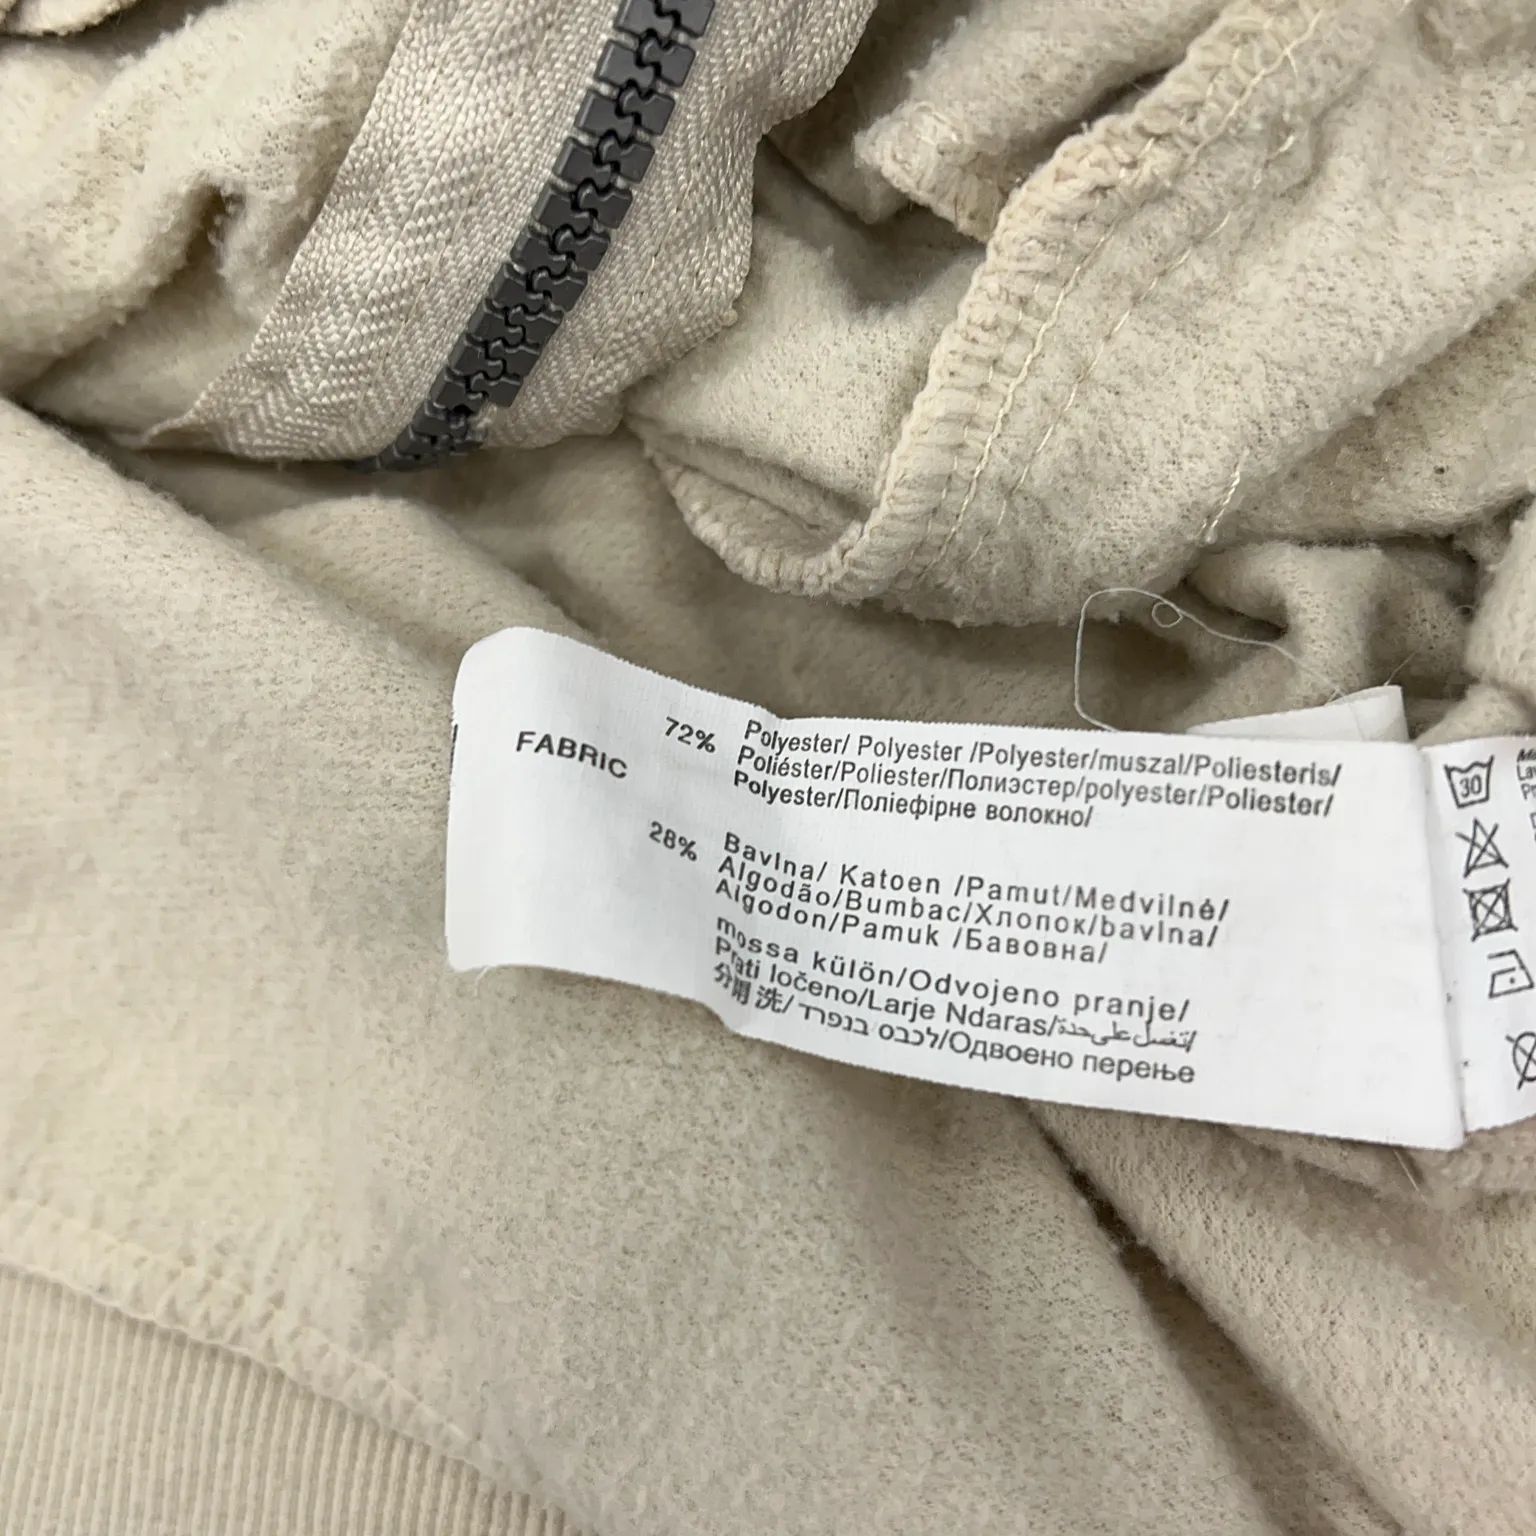 FABRIC
72% Polyester/ Polyester /Polyester/muszal/Poliesteris/
Poliéster/Poliester/Полиэстер/polyester/Poliester/
Polyester/Поліефірне волокно/
28% Bavlna/ Katoen /Pamut/Medvilnė/
Algodão/Bumbac/Хлопок/bavlna/
Algodon/Pamuk /Бавовна/
mossa külön/Odvojeno pranje/
Prati ločeno/Larje Ndaras/تغسل على حدة/
洗/ לכבס בנפרד/Одвоено перење
30